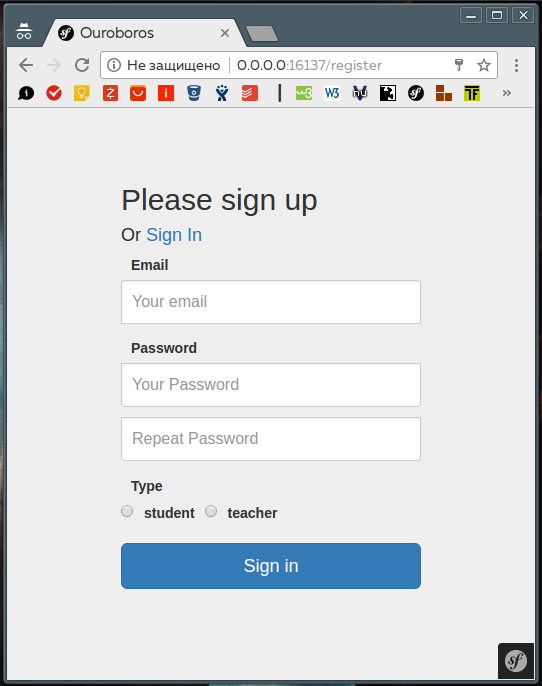 Ouroboros
Не защищено 0.0.0.0:16137/register
Please sign up
Or Sign In
Email
Your email
Password
Your Password
Repeat Password
Type
student teacher
Sign in